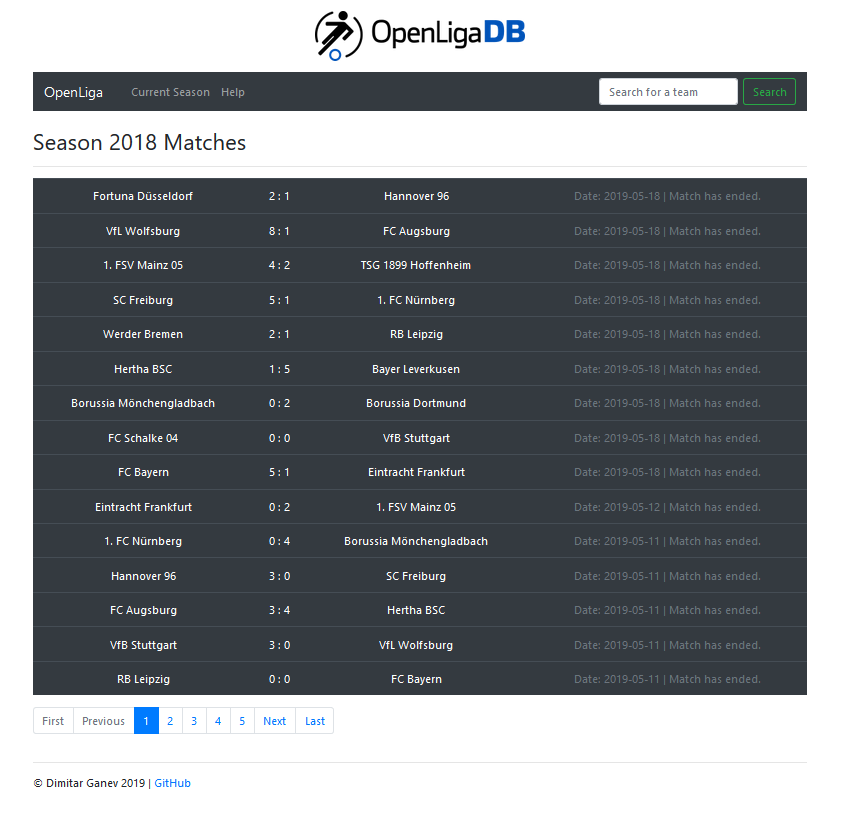 OpenLigaDB
OpenLiga Current Season Help Search for a team Search
Season 2018 Matches
Fortuna Düsseldorf 2 : 1 Hannover 96 Date: 2019-05-18 | Match has ended.
VfL Wolfsburg 8 : 1 FC Augsburg Date: 2019-05-18 | Match has ended.
1. FSV Mainz 05 4 : 2 TSG 1899 Hoffenheim Date: 2019-05-18 | Match has ended.
SC Freiburg 5 : 1 1. FC Nürnberg Date: 2019-05-18 | Match has ended.
Werder Bremen 2 : 1 RB Leipzig Date: 2019-05-18 | Match has ended.
Hertha BSC 1 : 5 Bayer Leverkusen Date: 2019-05-18 | Match has ended.
Borussia Mönchengladbach 0 : 2 Borussia Dortmund Date: 2019-05-18 | Match has ended.
FC Schalke 04 0 : 0 VfB Stuttgart Date: 2019-05-18 | Match has ended.
FC Bayern 5 : 1 Eintracht Frankfurt Date: 2019-05-18 | Match has ended.
Eintracht Frankfurt 0 : 2 1. FSV Mainz 05 Date: 2019-05-12 | Match has ended.
1. FC Nürnberg 0 : 4 Borussia Mönchengladbach Date: 2019-05-11 | Match has ended.
Hannover 96 3 : 0 SC Freiburg Date: 2019-05-11 | Match has ended.
FC Augsburg 3 : 4 Hertha BSC Date: 2019-05-11 | Match has ended.
VfB Stuttgart 3 : 0 VfL Wolfsburg Date: 2019-05-11 | Match has ended.
RB Leipzig 0 : 0 FC Bayern Date: 2019-05-11 | Match has ended.
First Previous 1 2 3 4 5 Next Last
© Dimitar Ganev 2019 | GitHub